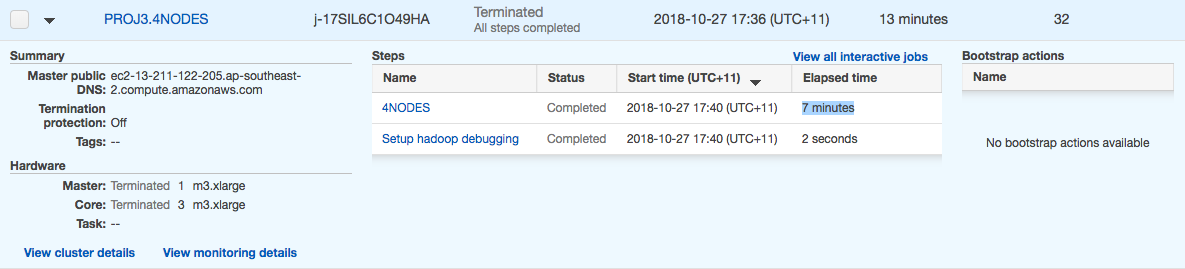 PROJ3.4NODES j-17SIL6C1O49HA Terminated 2018-10-27 17:36 (UTC+11) 13 minutes 32
All steps completed
Summary
Master public DNS: ec2-13-211-122-205.ap-southeast-2.compute.amazonaws.com
Termination protection: Off
Tags: --
Hardware
Master: Terminated 1 m3.xlarge
Core: Terminated 3 m3.xlarge
Task: --
View cluster details View monitoring details
Steps View all interactive jobs
Name Status Start time (UTC+11) Elapsed time
4NODES Completed 2018-10-27 17:40 (UTC+11) 7 minutes
Setup hadoop debugging Completed 2018-10-27 17:40 (UTC+11) 2 seconds
Bootstrap actions
Name
No bootstrap actions available